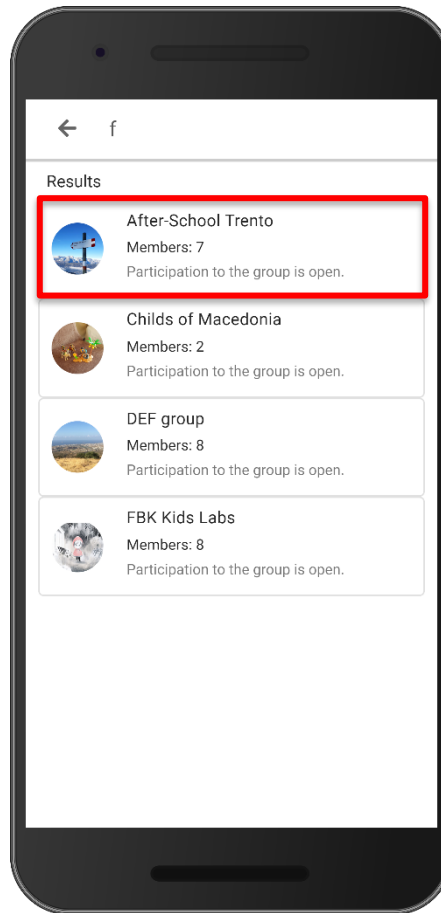 f
Results
After-School Trento
Members: 7
Participation to the group is open.
Childs of Macedonia
Members: 2
Participation to the group is open.
DEF group
Members: 8
Participation to the group is open.
FBK Kids Labs
Members: 8
Participation to the group is open.